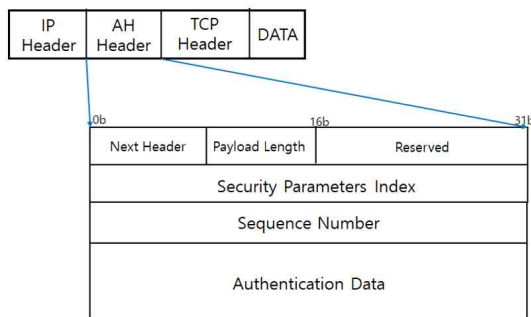 IP Header AH Header TCP Header DATA
0b 16b 31b
Next Header Payload Length Reserved
Security Parameters Index
Sequence Number
Authentication Data